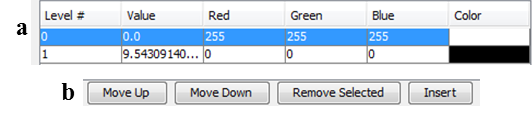 a
Level # Value Red Green Blue Color
0 0.0 255 255 255
1 9.54309140... 0 0 0
b Move Up Move Down Remove Selected Insert